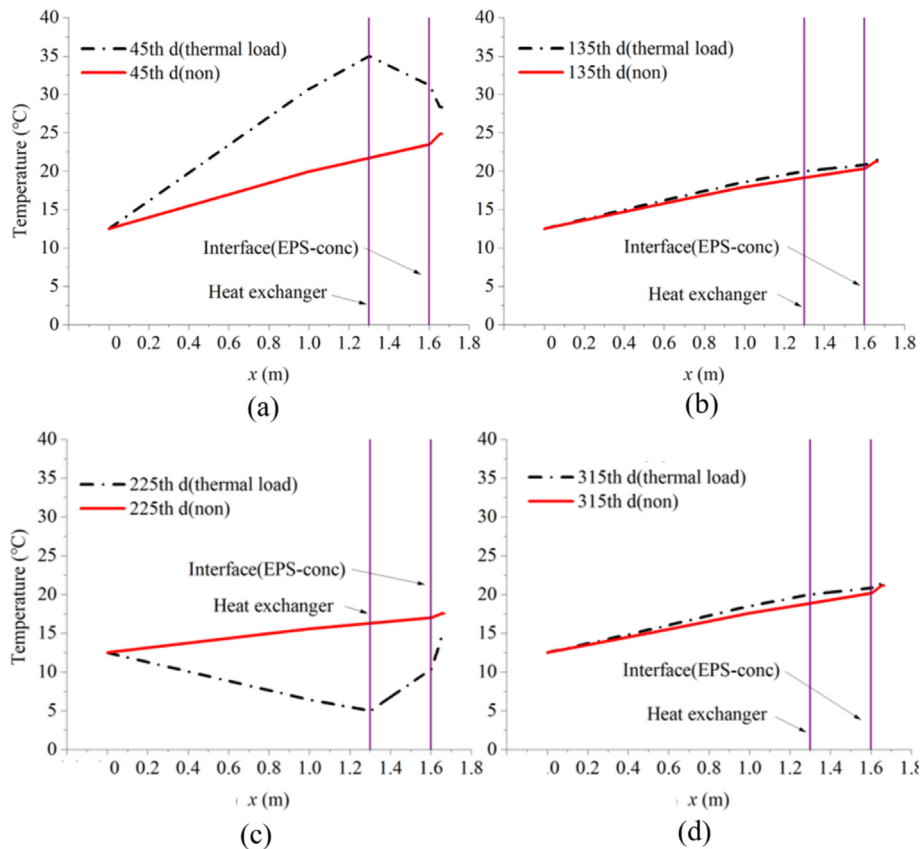 40
35
30
25
20
15
10
5
0
Temperature (°C)
45th d(thermal load)
45th d(non)
Interface(EPS-conc)
Heat exchanger
0 0.2 0.4 0.6 0.8 1.0 1.2 1.4 1.6 1.8
x (m)
(a)
40
35
30
25
20
15
10
5
0
135th d(thermal load)
135th d(non)
Interface(EPS-conc)
Heat exchanger
0 0.2 0.4 0.6 0.8 1.0 1.2 1.4 1.6 1.8
x (m)
(b)
40
35
30
25
20
15
10
5
0
Temperature (°C)
225th d(thermal load)
225th d(non)
Interface(EPS-conc)
Heat exchanger
0 0.2 0.4 0.6 0.8 1.0 1.2 1.4 1.6 1.8
x (m)
(c)
40
35
30
25
20
15
10
5
0
315th d(thermal load)
315th d(non)
Interface(EPS-conc)
Heat exchanger
0 0.2 0.4 0.6 0.8 1.0 1.2 1.4 1.6 1.8
x (m)
(d)